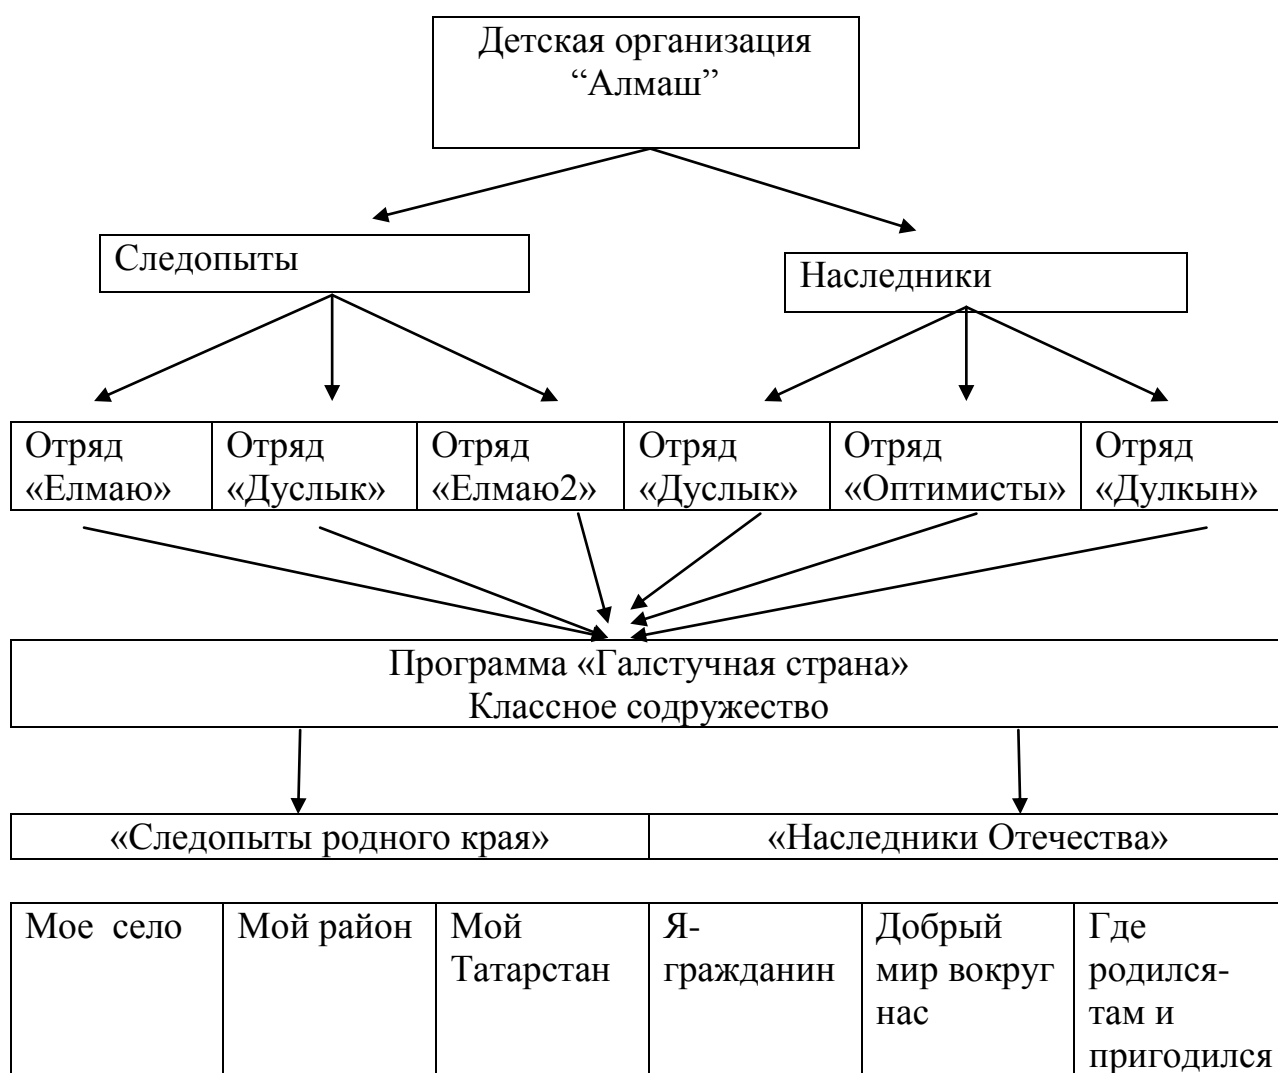 Детская организация
“Алмаш”
Следопыты
Наследники
Отряд
«Елмаю»
Отряд
«Дуслык»
Отряд
«Елмаю2»
Отряд
«Дуслык»
Отряд
«Оптимисты»
Отряд
«Дулкын»
Программа «Галстучная страна»
Классное содружество
«Следопыты родного края»
«Наследники Отечества»
Мое  село
Мой район
Мой
Татарстан
Я-
гражданин
Добрый
мир вокруг
нас
Где
родился-
там и
пригодился